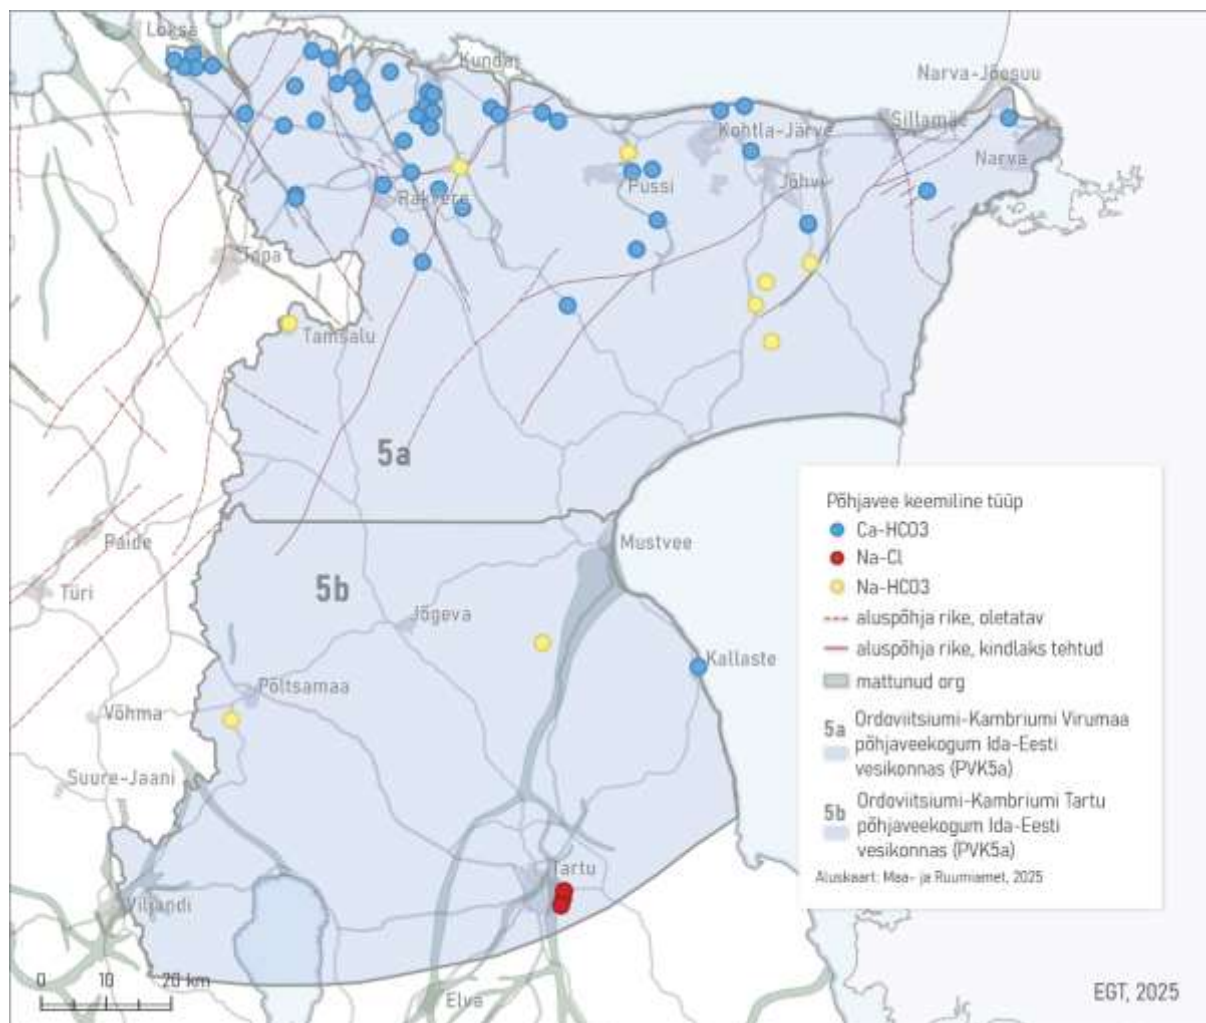 Loksa
Kunda
Narva-Jõesuu
Sillamäe
Kohtla-Järve
Narva
Püssi
Jõhvi
Rakvere
Tapa
Tamsalu
5a
Paide
Mustvee
Türi
5b
Jõgeva
Kallaste
Põltsamaa
Võhma
Suure-Jaani
Tartu
Viljandi
Elva
0 10 20 km
Põhjavee keemiline tüüp
Ca-HCO3
Na-Cl
Na-HCO3
aluspõhja rike, oletatav
aluspõhja rike, kindlaks tehtud
mattunud org
5a Ordoviitsiumi-Kambriumi Virumaa
põhjaveekogum Ida-Eesti
vesikonnas (PVK5a)
5b Ordoviitsiumi-Kambriumi Tartu
põhjaveekogum Ida-Eesti
vesikonnas (PVK5a)
Aluskaart: Maa- ja Ruumiamet, 2025
EGT, 2025